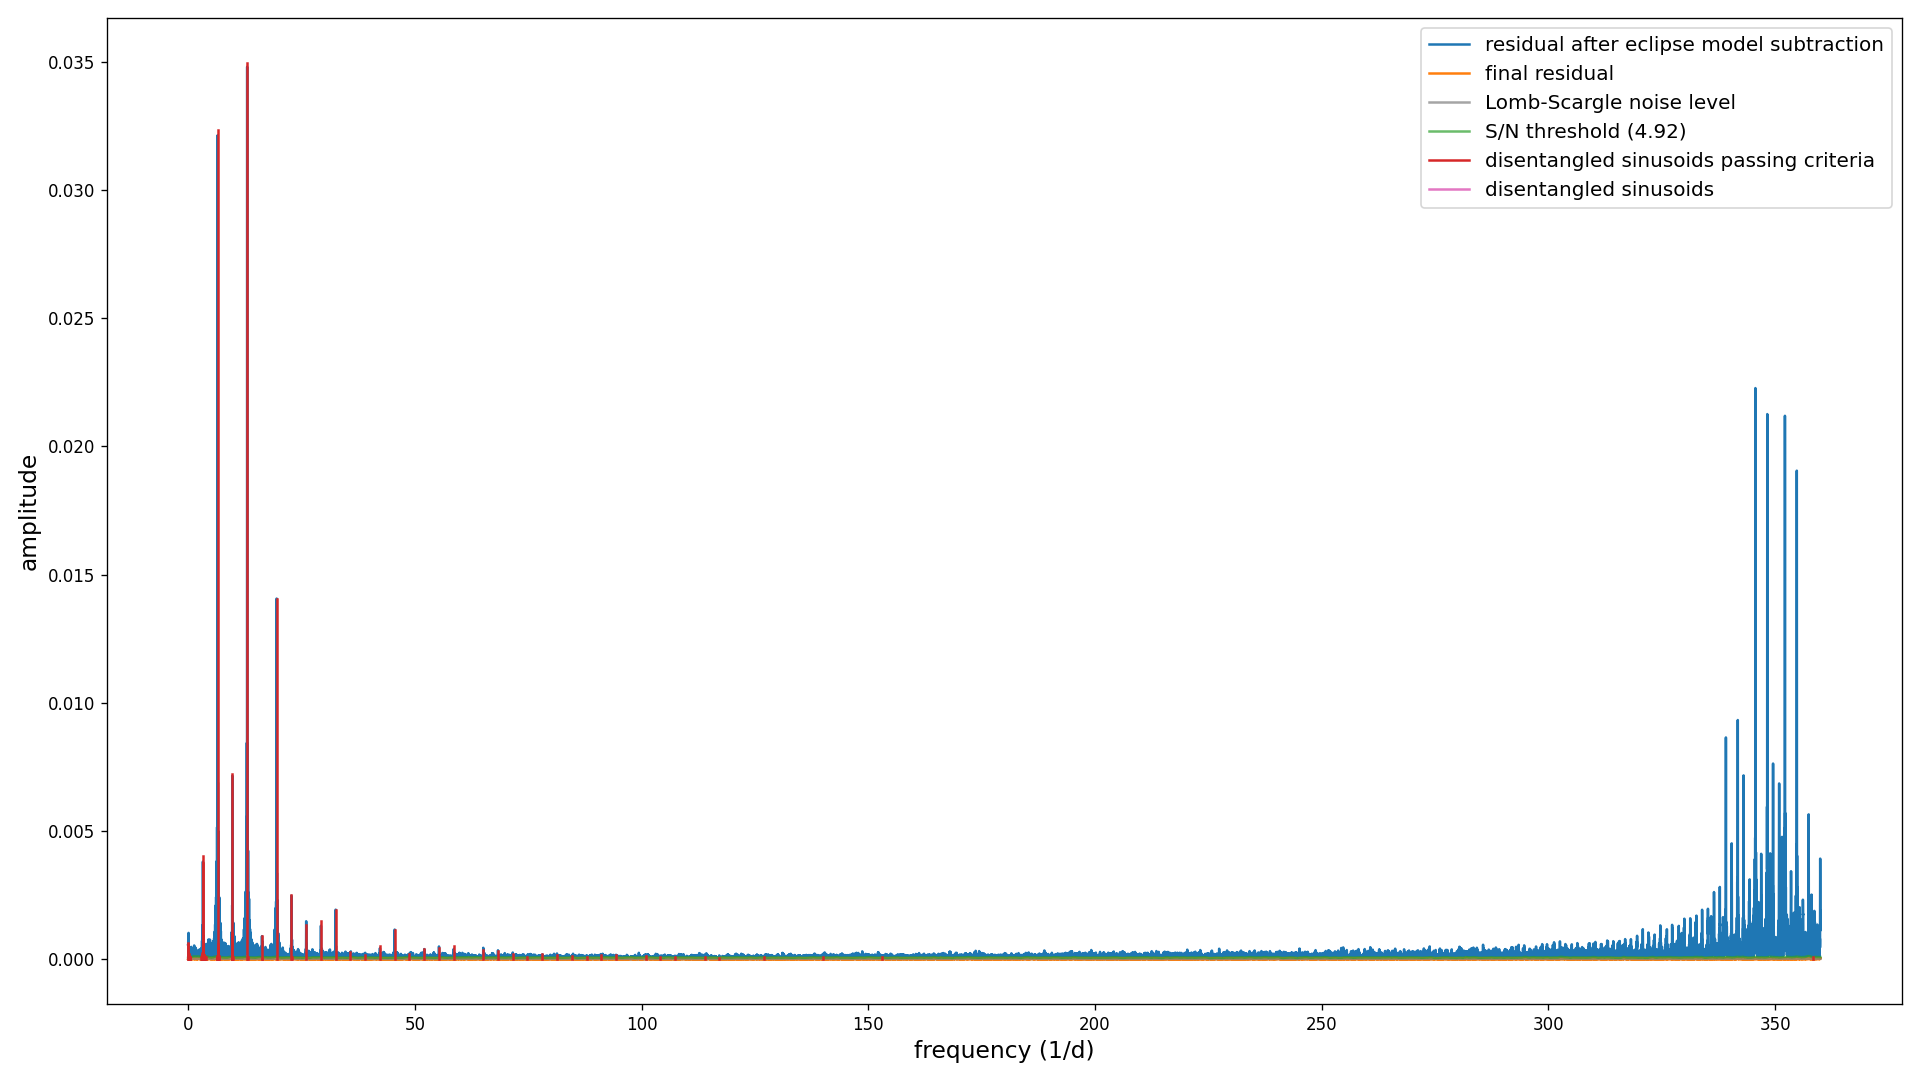 residual after eclipse model subtraction
final residual
Lomb-Scargle noise level
S/N threshold (4.92)
disentangled sinusoids passing criteria
disentangled sinusoids
0.035
0.030
0.025
0.020
0.015
0.010
0.005
0.000
amplitude
0 50 100 150 200 250 300 350
frequency (1/d)